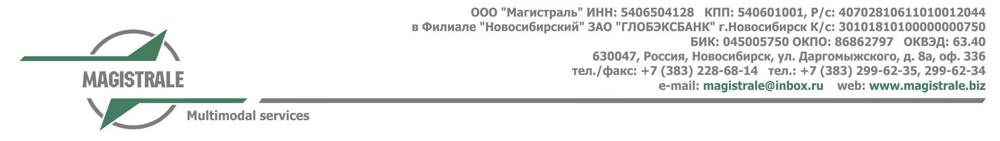 ООО "Магистраль" ИНН: 5406504128 КПП: 540601001, Р/с: 40702810611010012044
в Филиале "Новосибирский" ЗАО "ГЛОБЭКСБАНК" г.Новосибирск К/с: 30101810100000000750
БИК: 045005750 ОКПО: 86862797 ОКВЭД: 63.40
630047, Россия, Новосибирск, ул. Даргомыжского, д. 8а, оф. 336
тел./факс: +7 (383) 228-68-14 тел.: +7 (383) 299-62-35, 299-62-34
e-mail: magistrale@inbox.ru web: www.magistrale.biz
MAGISTRALE
Multimodal services